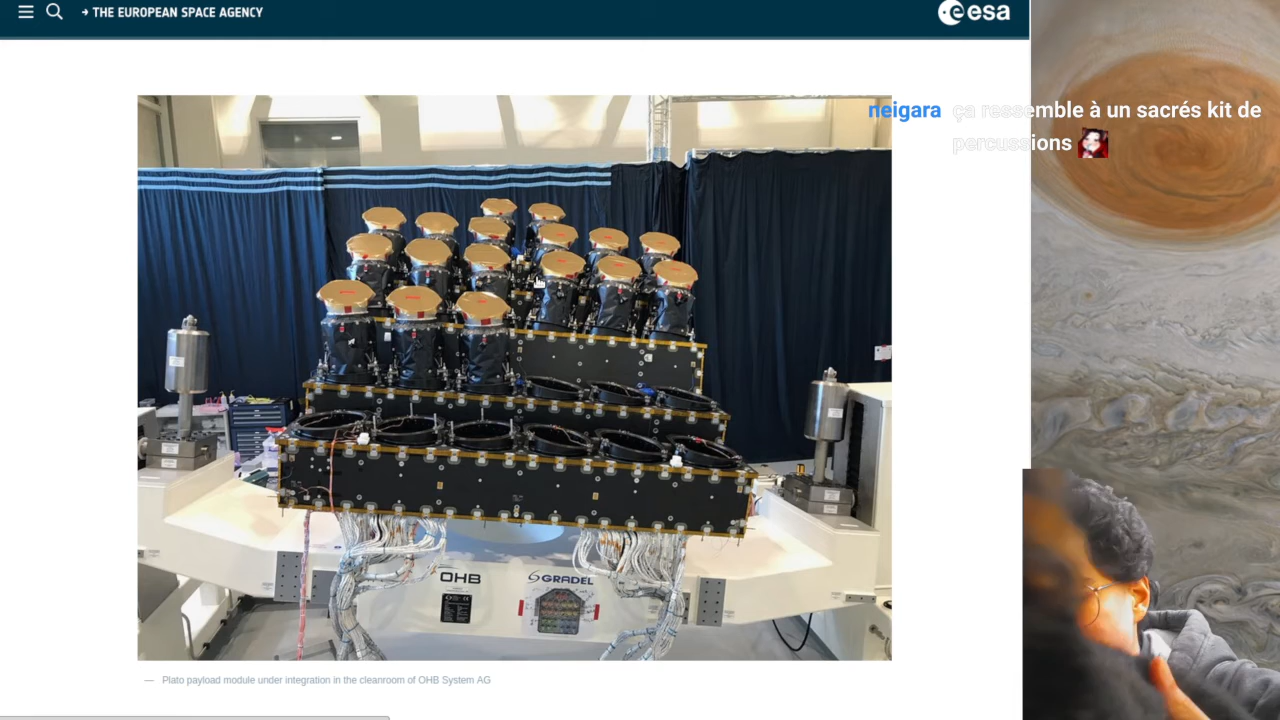 → THE EUROPEAN SPACE AGENCY
esa
neigara ça ressemble à un sacrés kit de
percussions
OHB
GRADEL
— Plato payload module under integration in the cleanroom of OHB System AG